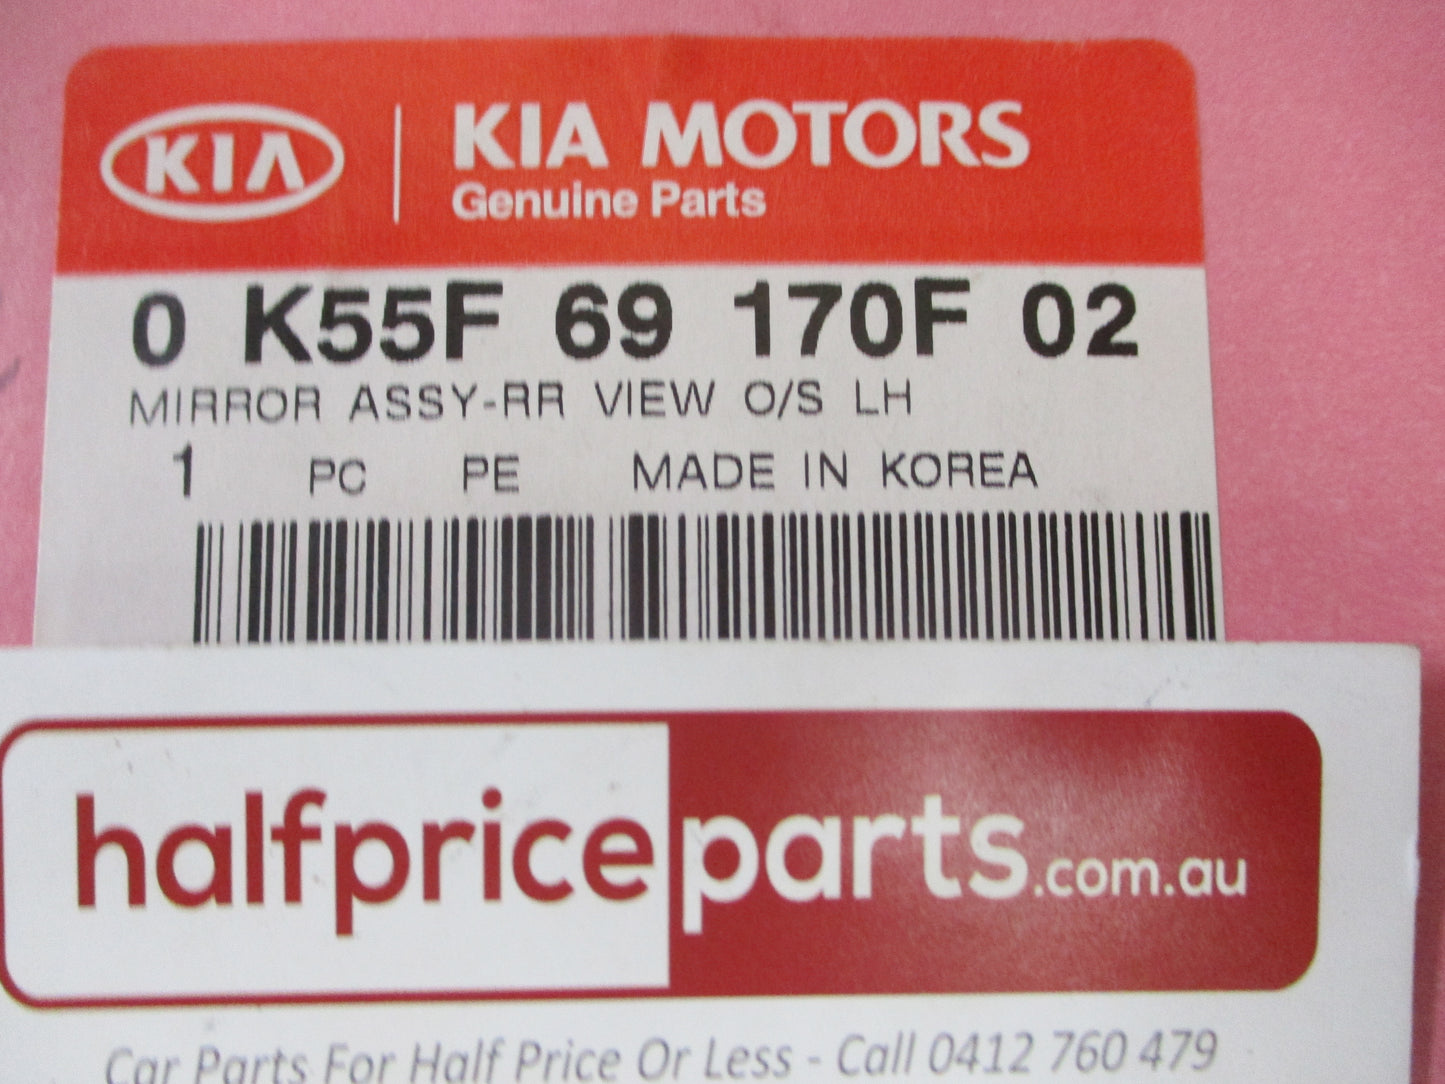 KIA
KIA MOTORS
Genuine Parts
0 K55F 69 170F 02
MIRROR ASSY-RR VIEW O/S LH
1 PC PE MADE IN KOREA
halfpriceparts.com.au
Car Parts For Half Price Or Less - Call 0412 760 479